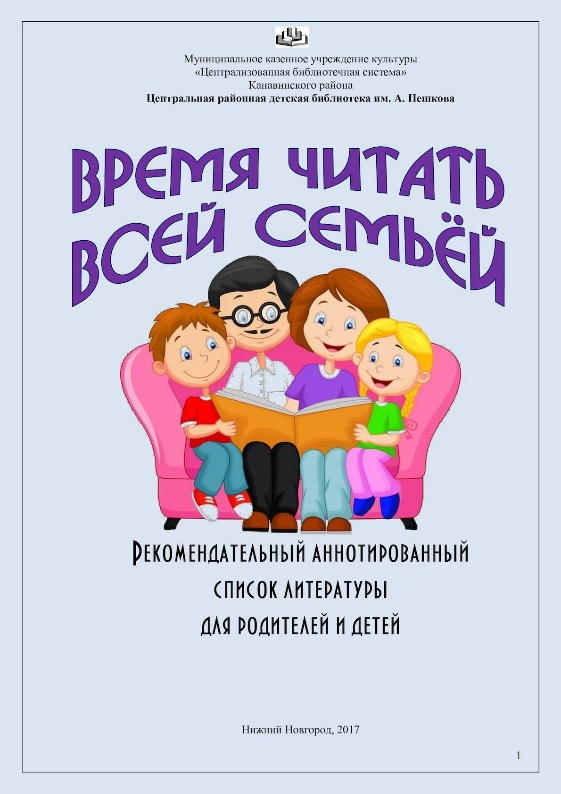 Муниципальное казенное учреждение культуры
«Централизованная библиотечная система»
Канавинского района
Центральная районная детская библиотека им. А. Пешкова
ВРЕМЯ ЧИТАТЬ
ВСЕЙ СЕМЬЁЙ
РЕКОМЕНДАТЕЛЬНЫЙ АННОТИРОВАННЫЙ
СПИСОК ЛИТЕРАТУРЫ
ДЛЯ РОДИТЕЛЕЙ И ДЕТЕЙ
Нижний Новгород, 2017
1